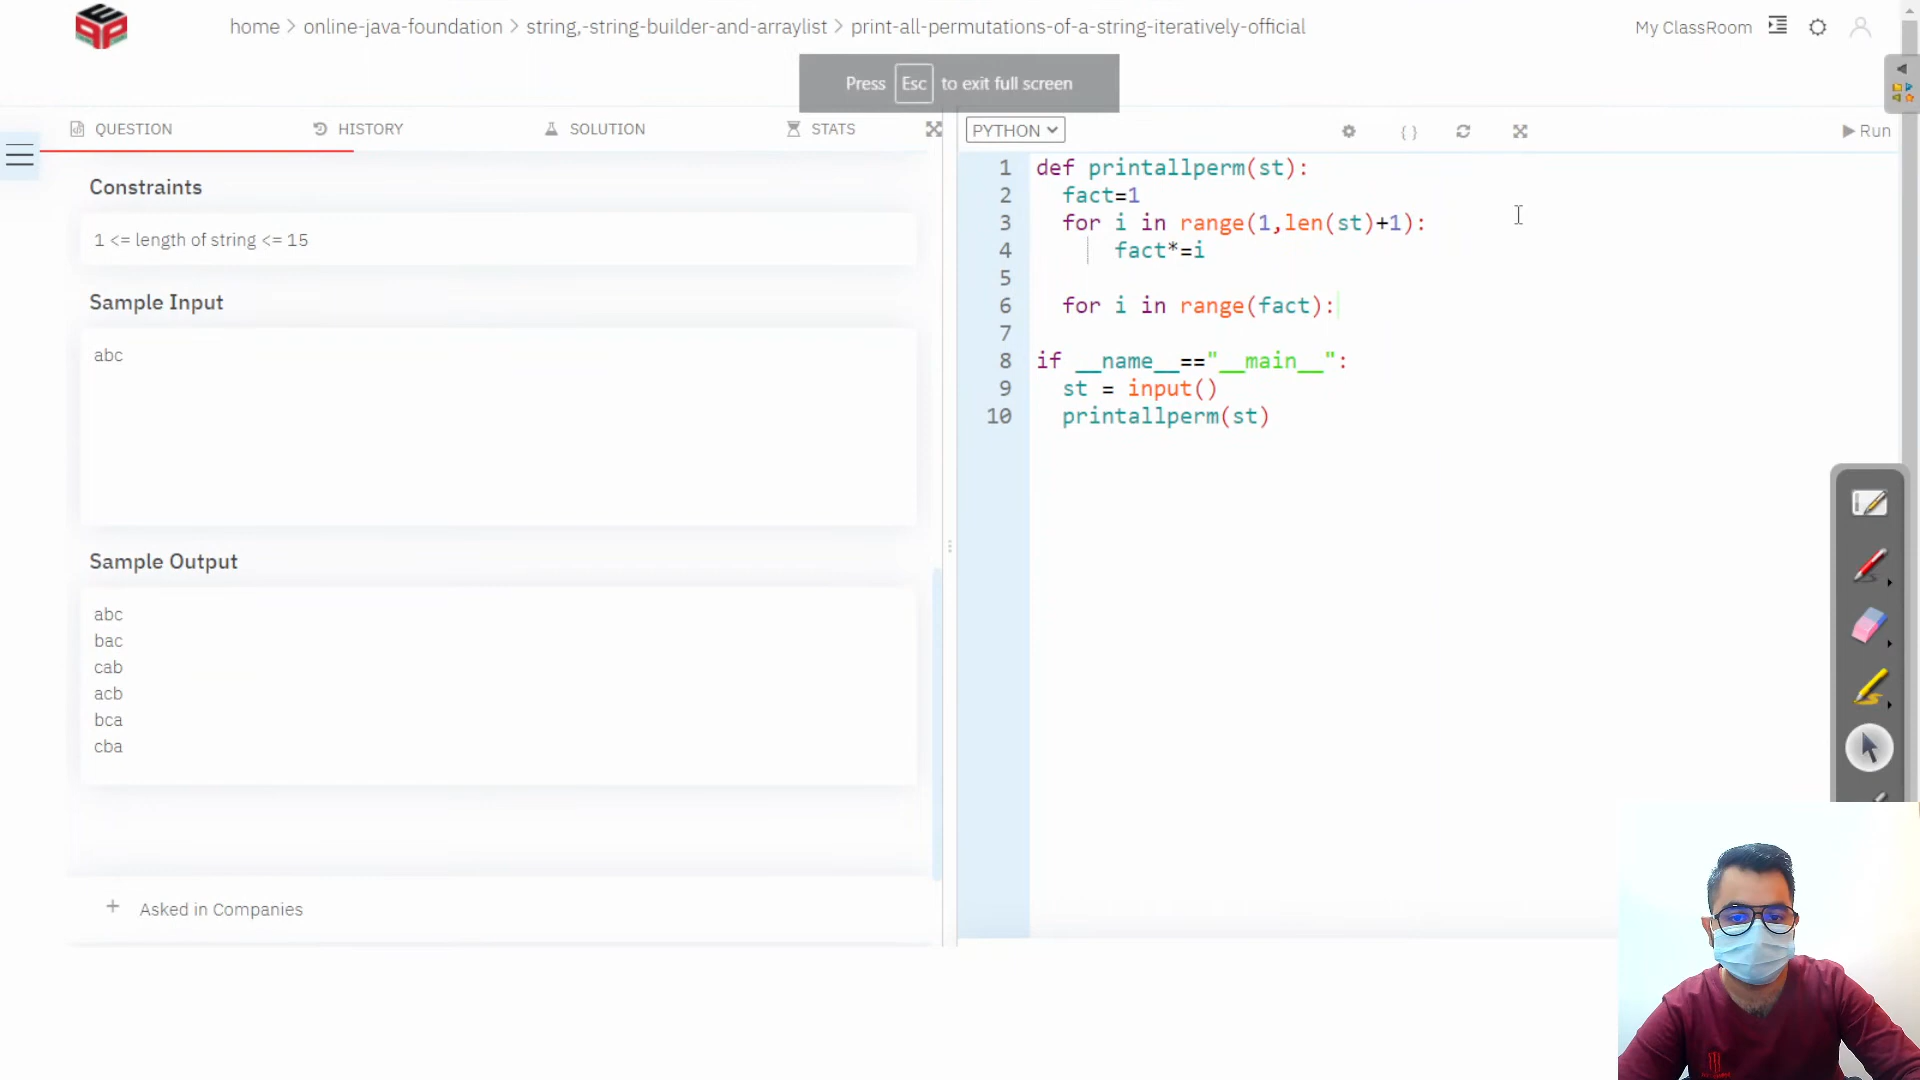 home > online-java-foundation > string,-string-builder-and-arraylist > print-all-permutations-of-a-string-iteratively-official
My ClassRoom
Press Esc to exit full screen
QUESTION
HISTORY
SOLUTION
STATS
PYTHON
{ }
Run
Constraints
1 <= length of string <= 15
Sample Input
abc
Sample Output
abc
bac
cab
acb
bca
cba
+ Asked in Companies
1 def printallperm(st):
2 fact=1
3 for i in range(1,len(st)+1):
4 fact*=i
5
6 for i in range(fact):
7
8 if __name__=="__main__":
9 st = input()
10 printallperm(st)